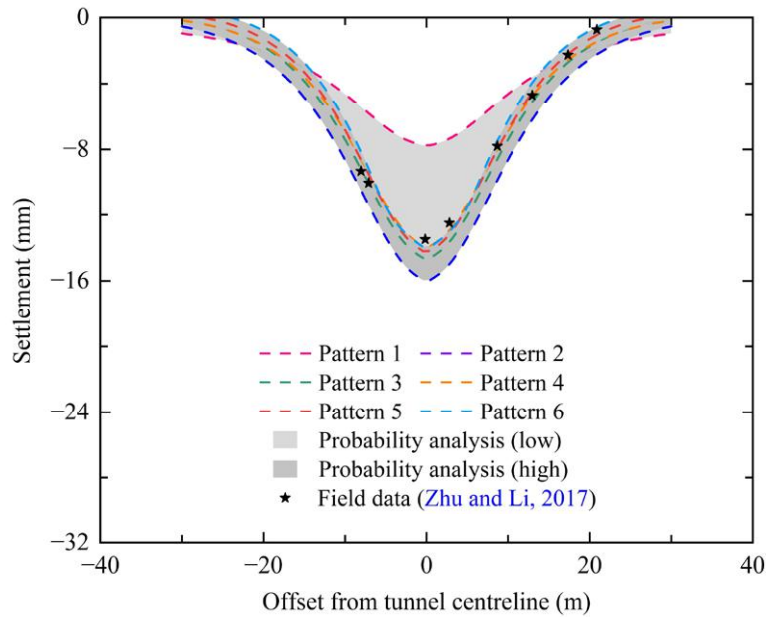 0
−8
−16
−24
−32
Settlement (mm)
Pattern 1 Pattern 2
Pattern 3 Pattern 4
Pattern 5 Pattern 6
Probability analysis (low)
Probability analysis (high)
Field data (Zhu and Li, 2017)
−40 −20 0 20 40
Offset from tunnel centreline (m)